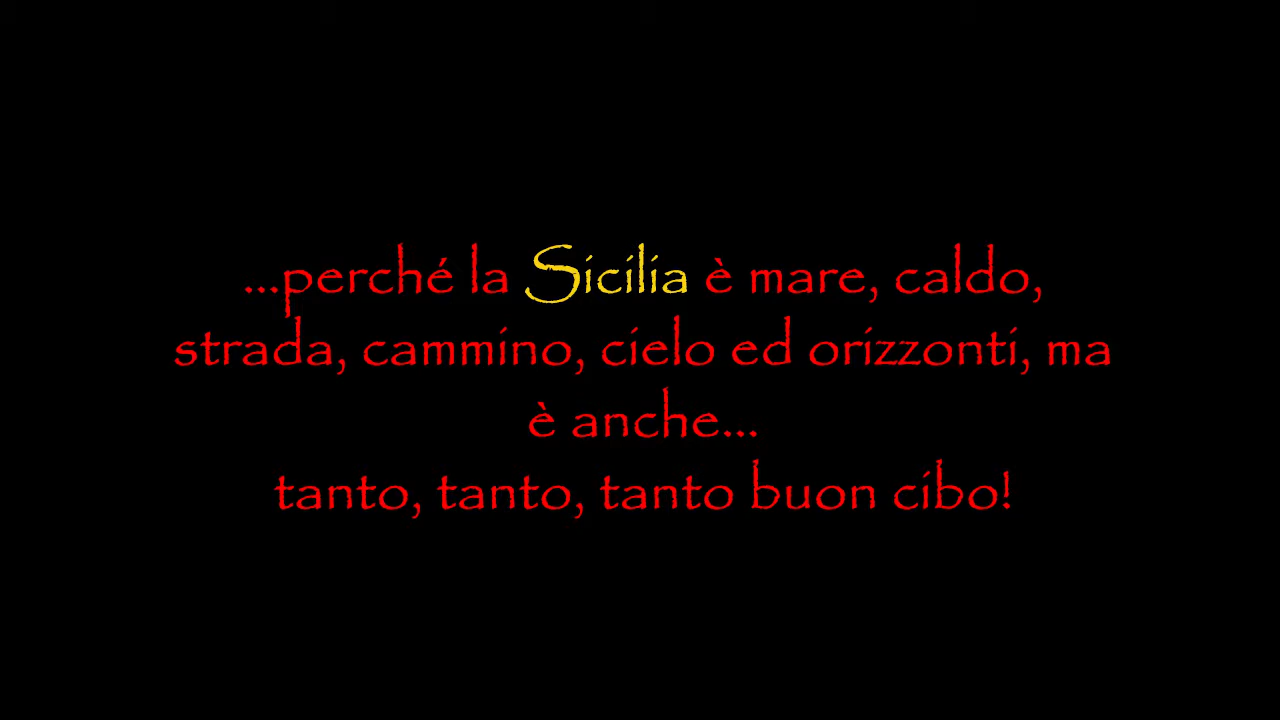 ...perché la Sicilia è mare, caldo,
strada, cammino, cielo ed orizzonti, ma
è anche...
tanto, tanto, tanto buon cibo!